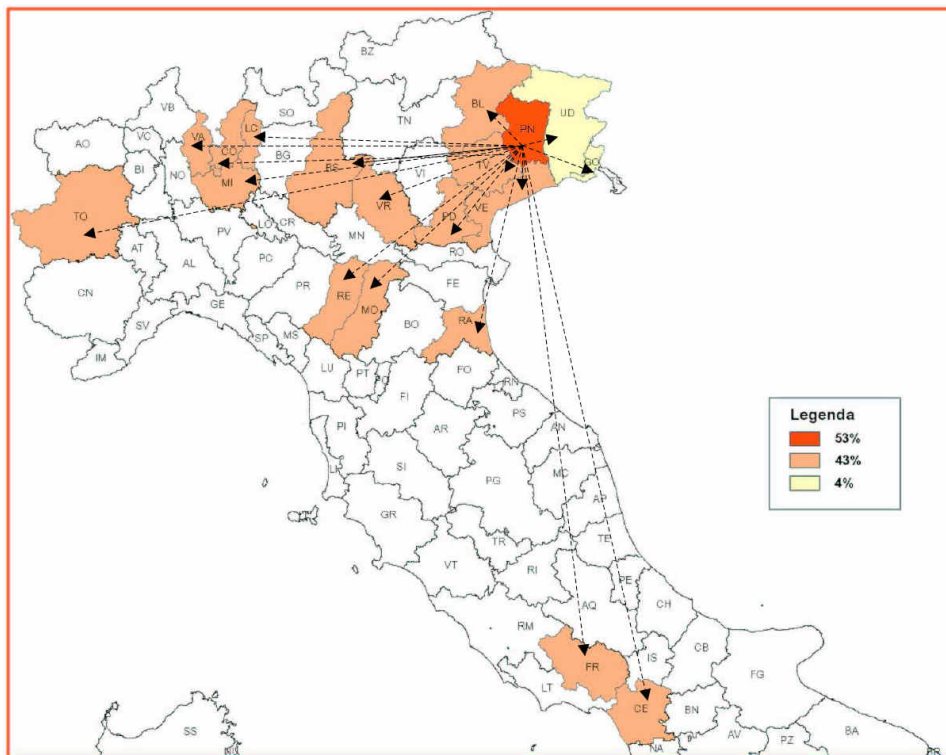 BZ
SO
TN
BL
UD
VB
PN
AO
VC
VA
LC
CO
BG
BI
NO
MI
BS
VI
TV
GO
TO
VR
PD
VE
LO
CR
MN
PV
RO
AT
PC
AL
PR
RE
MO
FE
CN
GE
BO
RA
SV
SP
MS
IM
LU
PT
PO
FO
RN
FI
PS
PI
AR
AN
LI
SI
MC
PG
AP
GR
TR
TE
VT
RI
PE
AQ
CH
RM
FR
IS
CB
LT
FG
CE
BN
SS
NU
NA
AV
PZ
BA
Legenda
53%
43%
4%